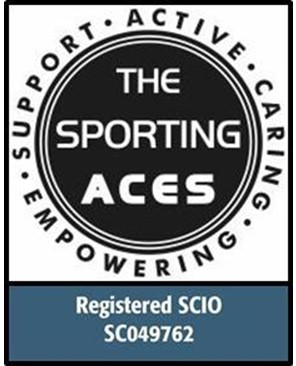 SUPPORT • ACTIVE • CARING • EMPOWERING •
THE
SPORTING
ACES
Registered SCIO
SC049762